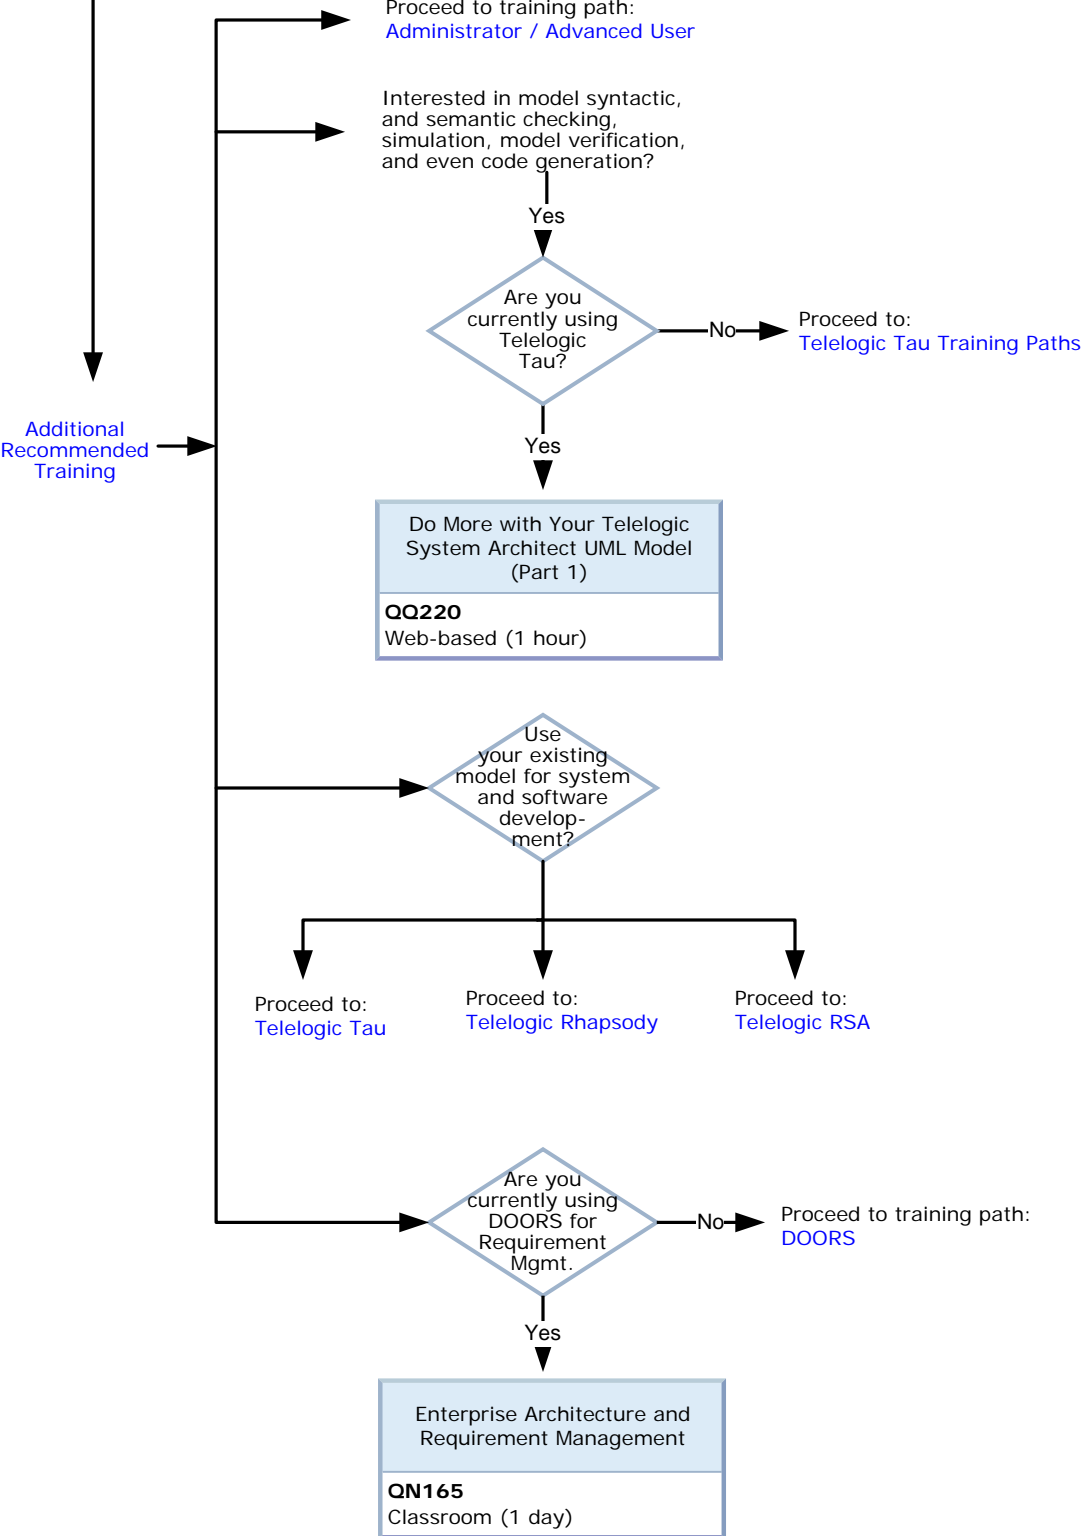 Proceed to training path:
Administrator / Advanced User
Interested in model syntactic,
and semantic checking,
simulation, model verification,
and even code generation?
Yes
Are you
currently using
Telelogic
Tau?
No
Proceed to:
Telelogic Tau Training Paths
Yes
Additional
Recommended
Training
Do More with Your Telelogic
System Architect UML Model
(Part 1)
QQ220
Web-based (1 hour)
Use
your existing
model for system
and software
develop-
ment?
Proceed to:
Telelogic Tau
Proceed to:
Telelogic Rhapsody
Proceed to:
Telelogic RSA
Are you
currently using
DOORS for
Requirement
Mgmt.
No
Proceed to training path:
DOORS
Yes
Enterprise Architecture and
Requirement Management
QN165
Classroom (1 day)